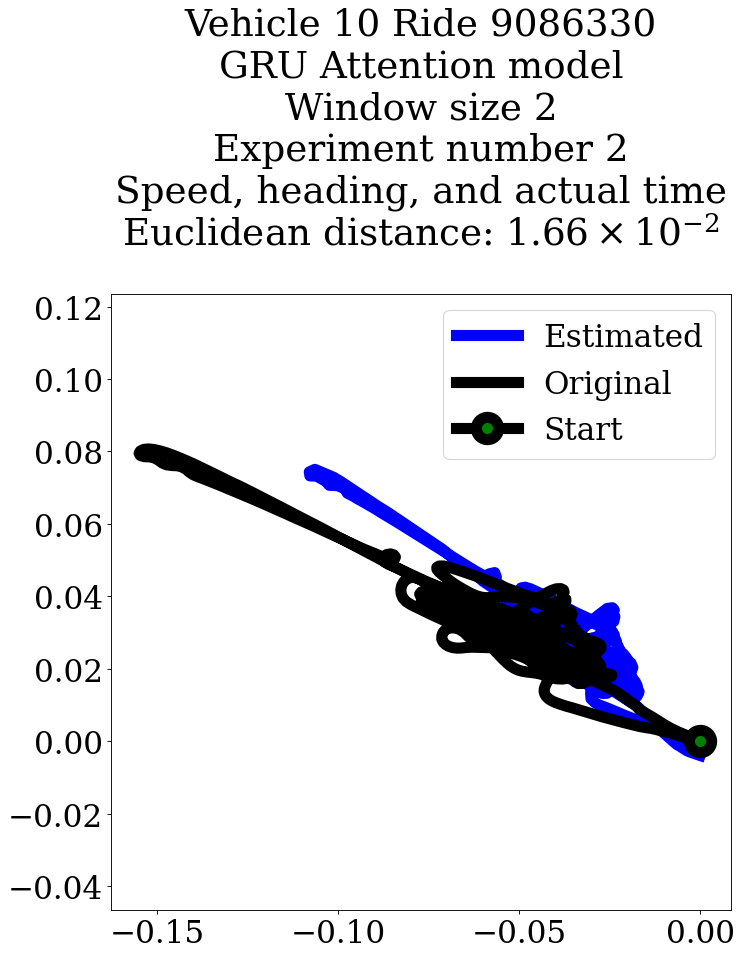 Vehicle 10 Ride 9086330
GRU Attention model
Window size 2
Experiment number 2
Speed, heading, and actual time
Euclidean distance: 1.66 × 10⁻²
0.12
0.10
0.08
0.06
0.04
0.02
0.00
−0.02
−0.04
Estimated
Original
Start
−0.15
−0.10
−0.05
0.00